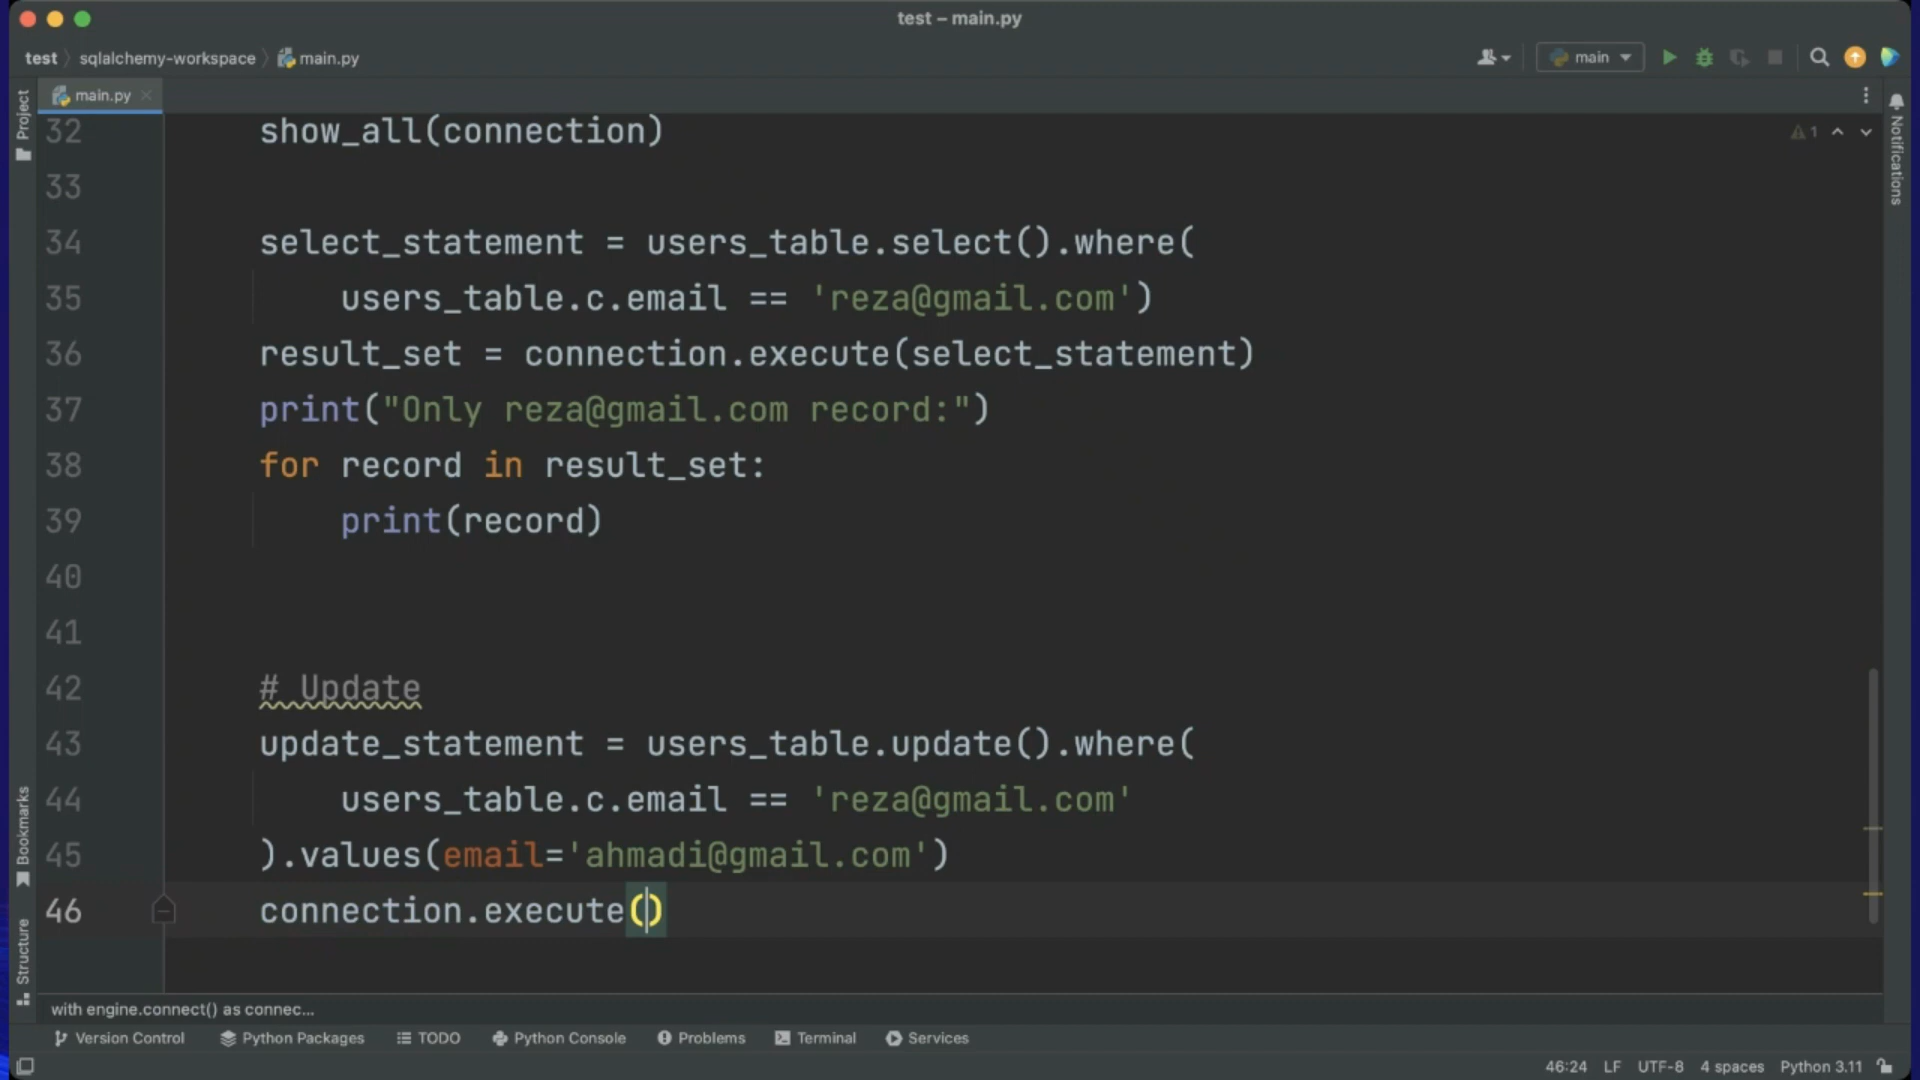 test – main.py
test sqlalchemy-workspace main.py main
main.py
Project
Notifications
1
32 show_all(connection)
33
34 select_statement = users_table.select().where(
35 users_table.c.email == 'reza@gmail.com')
36 result_set = connection.execute(select_statement)
37 print("Only reza@gmail.com record:")
38 for record in result_set:
39 print(record)
40
41
42 # Update
43 update_statement = users_table.update().where(
44 users_table.c.email == 'reza@gmail.com'
45 ).values(email='ahmadi@gmail.com')
46 connection.execute()
Bookmarks
Structure
with engine.connect() as connec...
Version Control Python Packages TODO Python Console Problems Terminal Services
46:24 LF UTF-8 4 spaces Python 3.11